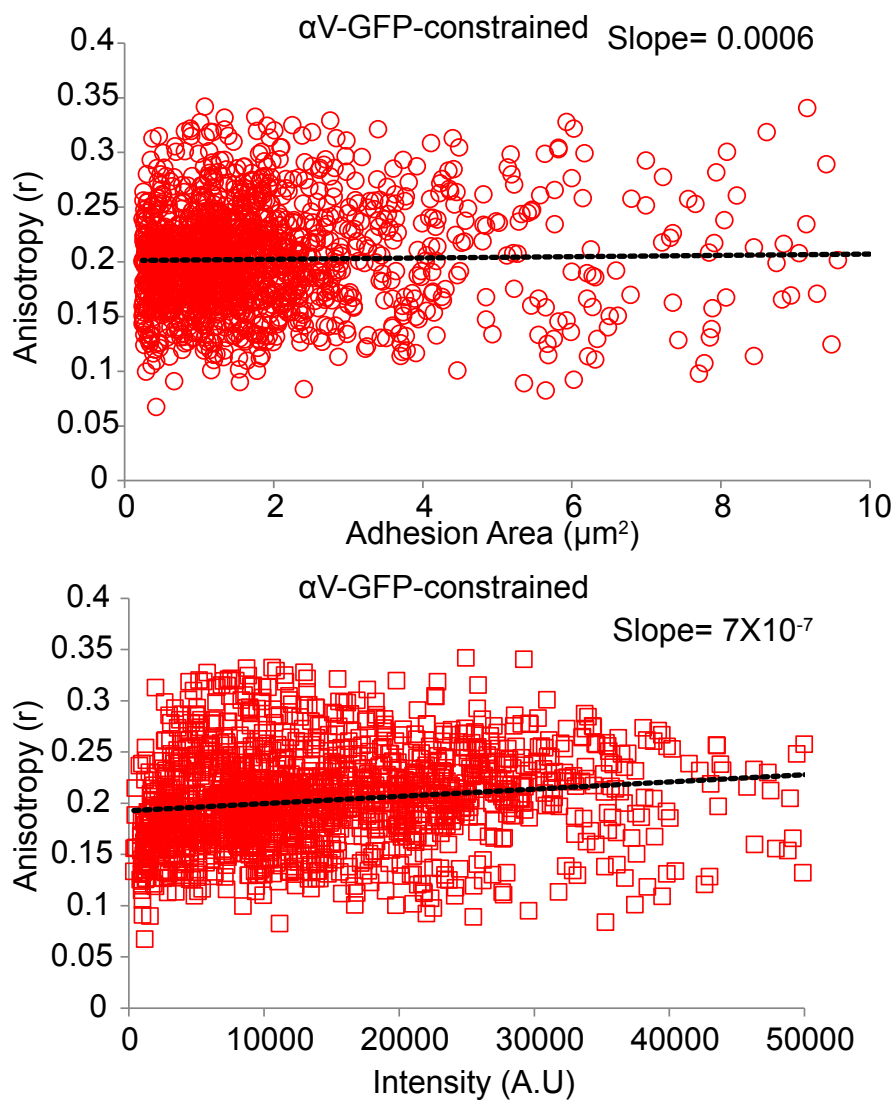 αV-GFP-constrained
Slope= 0.0006
0.4
0.35
0.3
0.25
0.2
0.15
0.1
0.05
0
Anisotropy (r)
0 2 4 6 8 10
Adhesion Area (μm²)
αV-GFP-constrained
Slope= 7X10⁻⁷
0.4
0.35
0.3
0.25
0.2
0.15
0.1
0.05
0
Anisotropy (r)
0 10000 20000 30000 40000 50000
Intensity (A.U)